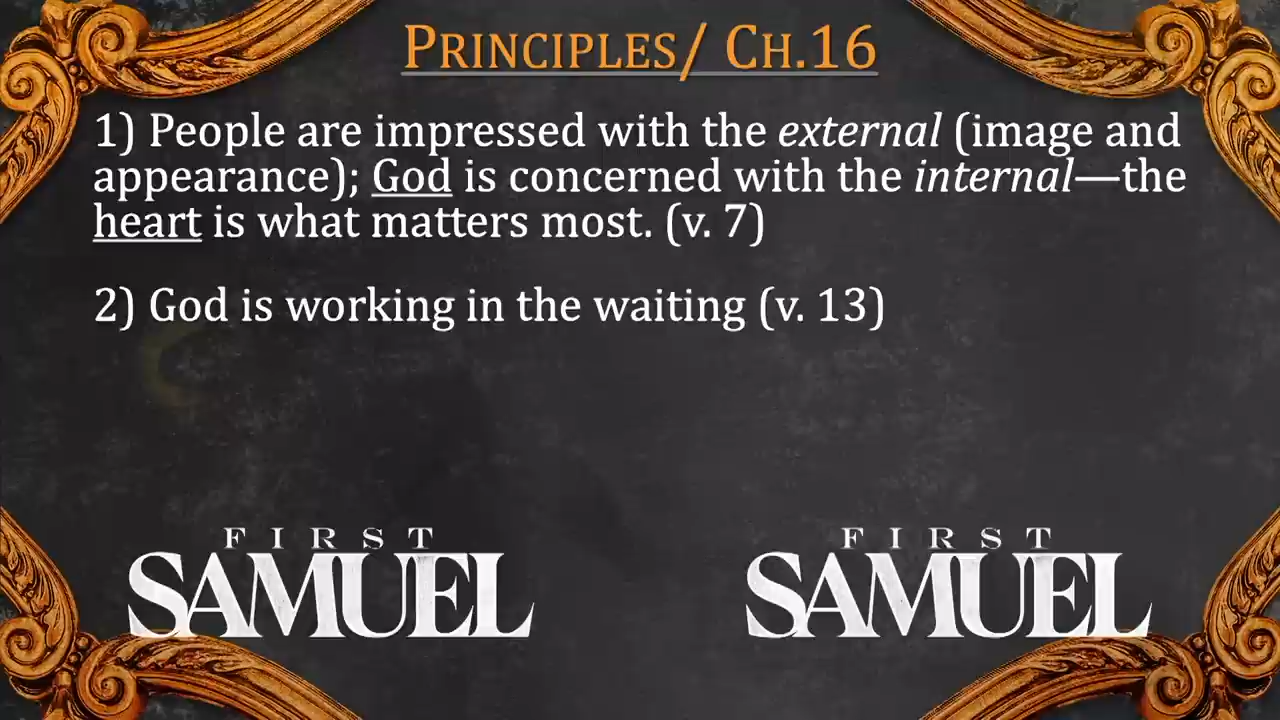 PRINCIPLES/ CH.16
1) People are impressed with the external (image and
appearance); God is concerned with the internal—the
heart is what matters most. (v. 7)
2) God is working in the waiting (v. 13)
FIRST
SAMUEL
FIRST
SAMUEL